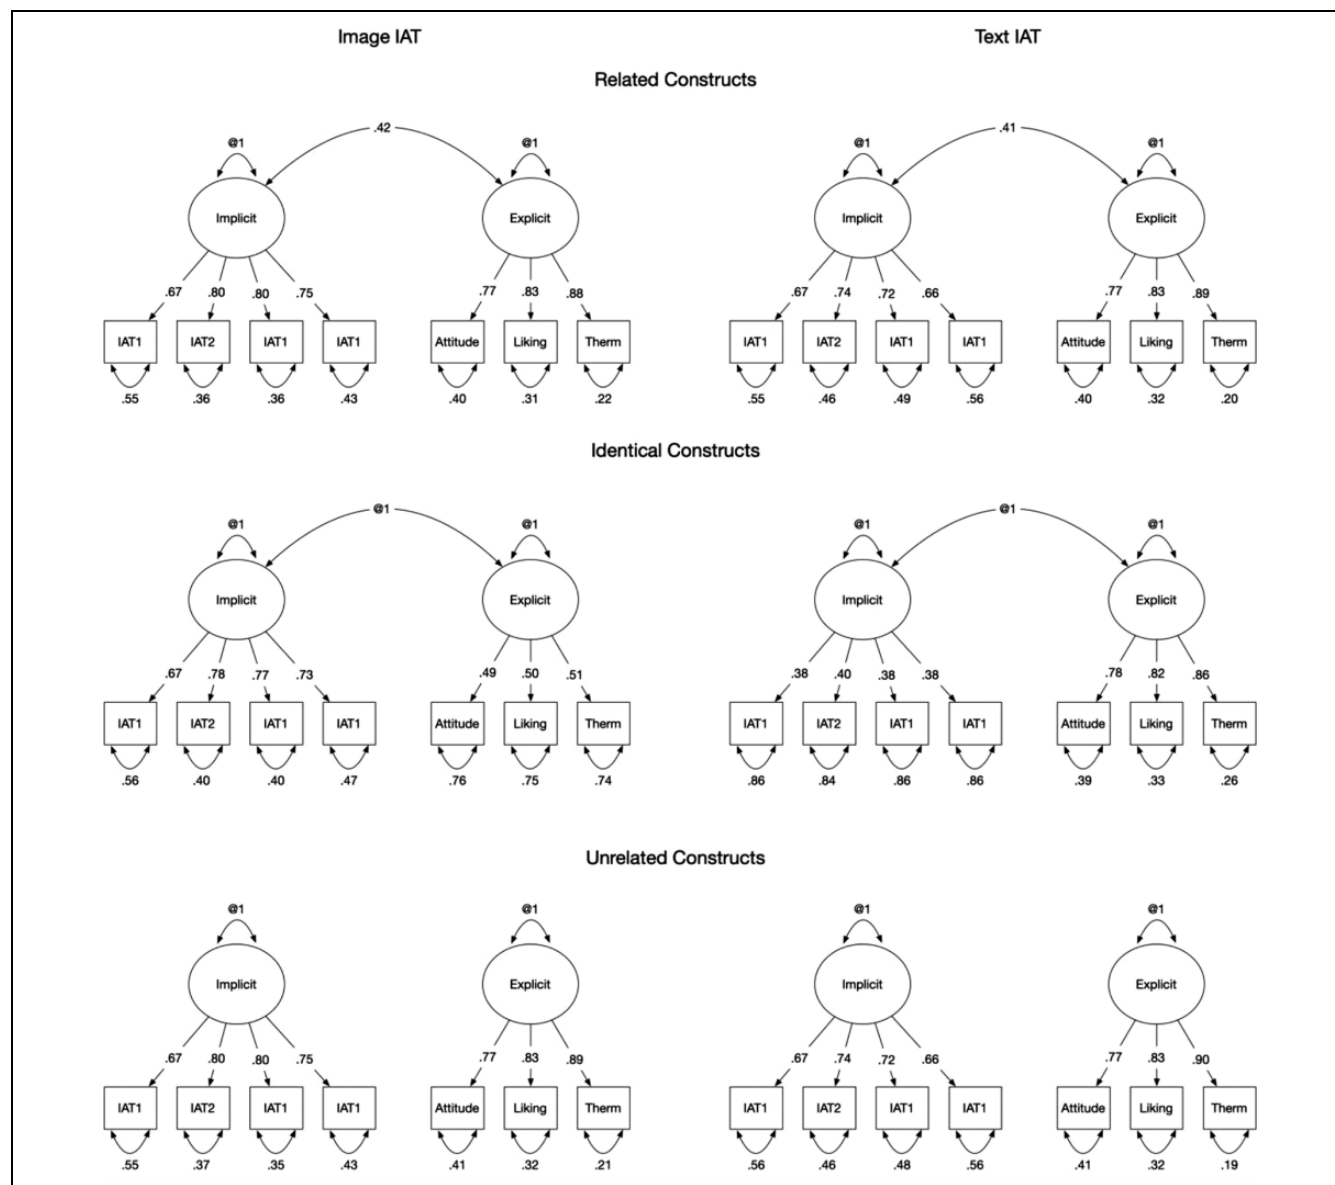 Image IAT Text IAT
Related Constructs
.42 .41
@1 @1 @1 @1
Implicit Explicit Implicit Explicit
.67 .80 .80 .75 .77 .83 .88 .67 .74 .72 .66 .77 .83 .89
IAT1 IAT2 IAT1 IAT1 Attitude Liking Therm IAT1 IAT2 IAT1 IAT1 Attitude Liking Therm
.55 .36 .36 .43 .40 .31 .22 .55 .46 .49 .56 .40 .32 .20
Identical Constructs
@1 @1
@1 @1 @1 @1
Implicit Explicit Implicit Explicit
.67 .78 .77 .73 .49 .50 .51 .38 .40 .38 .38 .78 .82 .86
IAT1 IAT2 IAT1 IAT1 Attitude Liking Therm IAT1 IAT2 IAT1 IAT1 Attitude Liking Therm
.56 .40 .40 .47 .76 .75 .74 .86 .84 .86 .86 .39 .33 .26
Unrelated Constructs
@1 @1 @1 @1
Implicit Explicit Implicit Explicit
.67 .80 .80 .75 .77 .83 .89 .67 .74 .72 .66 .77 .83 .90
IAT1 IAT2 IAT1 IAT1 Attitude Liking Therm IAT1 IAT2 IAT1 IAT1 Attitude Liking Therm
.55 .37 .35 .43 .41 .32 .21 .56 .46 .48 .56 .41 .32 .19